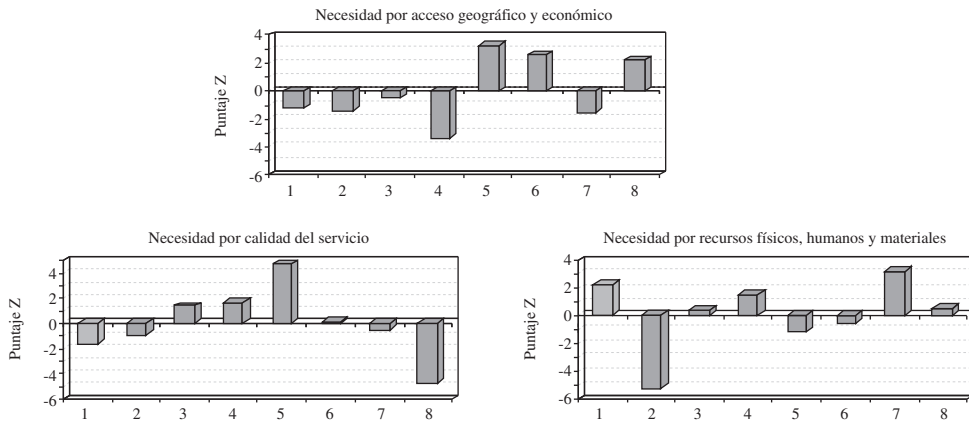 Necesidad por acceso geográfico y económico
Puntaje Z
4
2
0
-2
-4
-6
1 2 3 4 5 6 7 8
Necesidad por calidad del servicio
Puntaje Z
4
2
0
-2
-4
-6
1 2 3 4 5 6 7 8
Necesidad por recursos físicos, humanos y materiales
Puntaje Z
4
2
0
-2
-4
-6
1 2 3 4 5 6 7 8